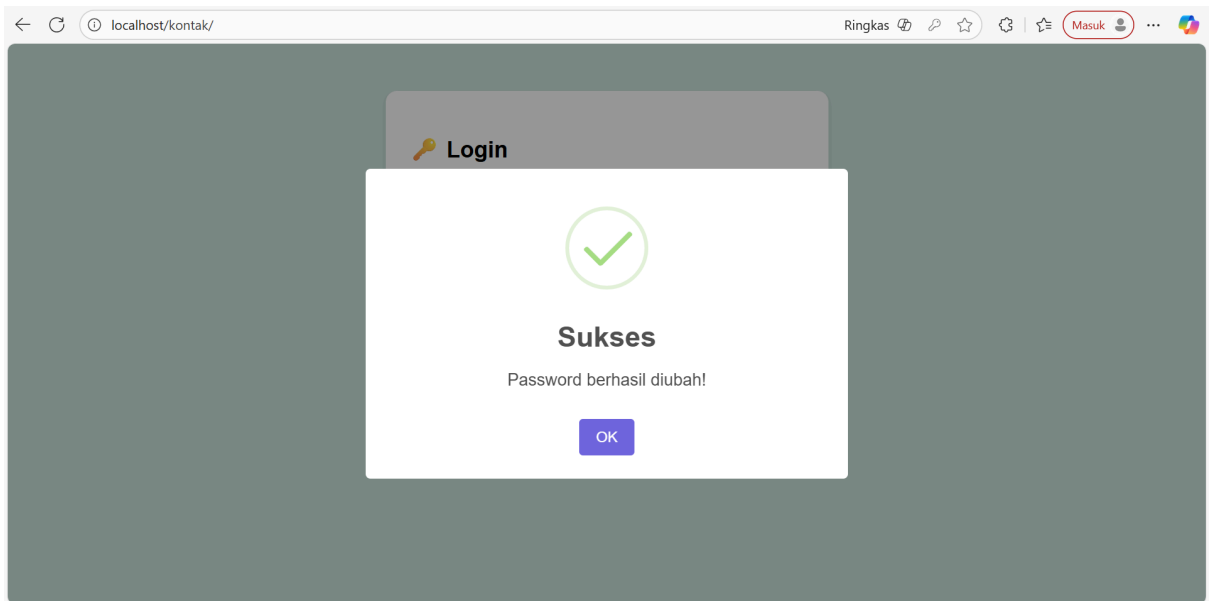 localhost/kontak/
Ringkas
Masuk
Login
Sukses
Password berhasil diubah!
OK